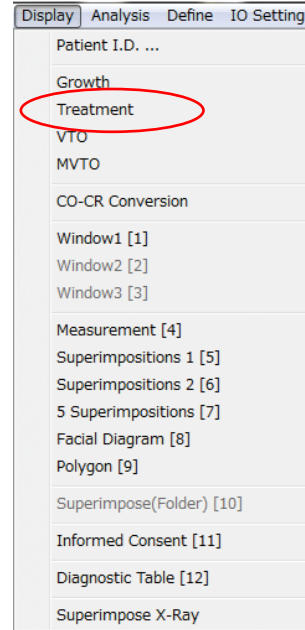 Display Analysis Define IO Setting
Patient I.D. ...
Growth
Treatment
VTO
MVTO
CO-CR Conversion
Window1 [1]
Window2 [2]
Window3 [3]
Measurement [4]
Superimpositions 1 [5]
Superimpositions 2 [6]
5 Superimpositions [7]
Facial Diagram [8]
Polygon [9]
Superimpose(Folder) [10]
Informed Consent [11]
Diagnostic Table [12]
Superimpose X-Ray